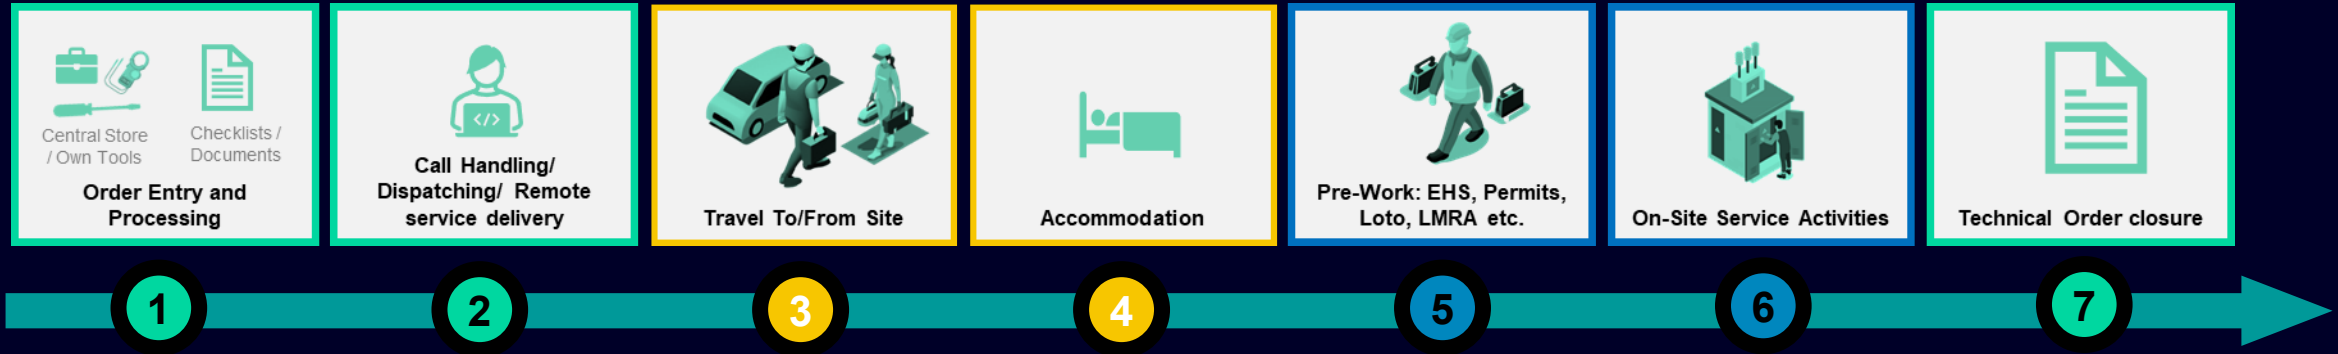 Central Store
/ Own Tools
Checklists /
Documents
Order Entry and
Processing
</>
Call Handling/
Dispatching/ Remote
service delivery
Travel To/From Site
Accommodation
Pre-Work: EHS, Permits,
Loto, LMRA etc.
On-Site Service Activities
Technical Order closure
1
2
3
4
5
6
7